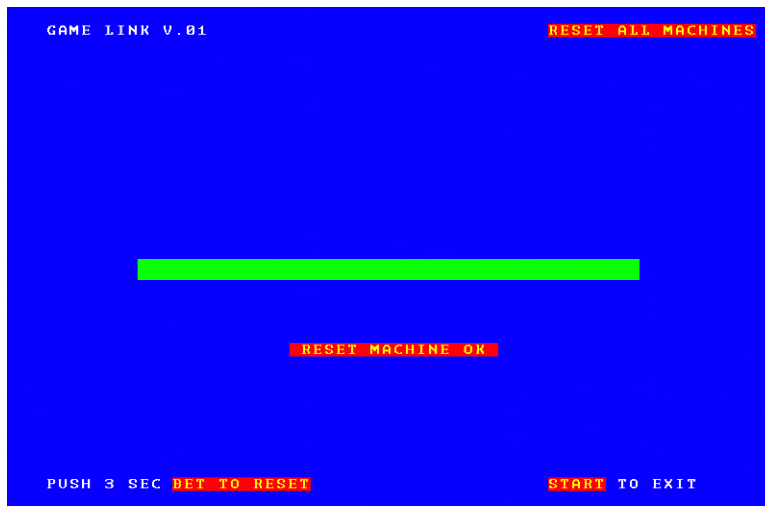 GAME LINK V.01 RESET ALL MACHINES
RESET MACHINE OK
PUSH 3 SEC BET TO RESET START TO EXIT